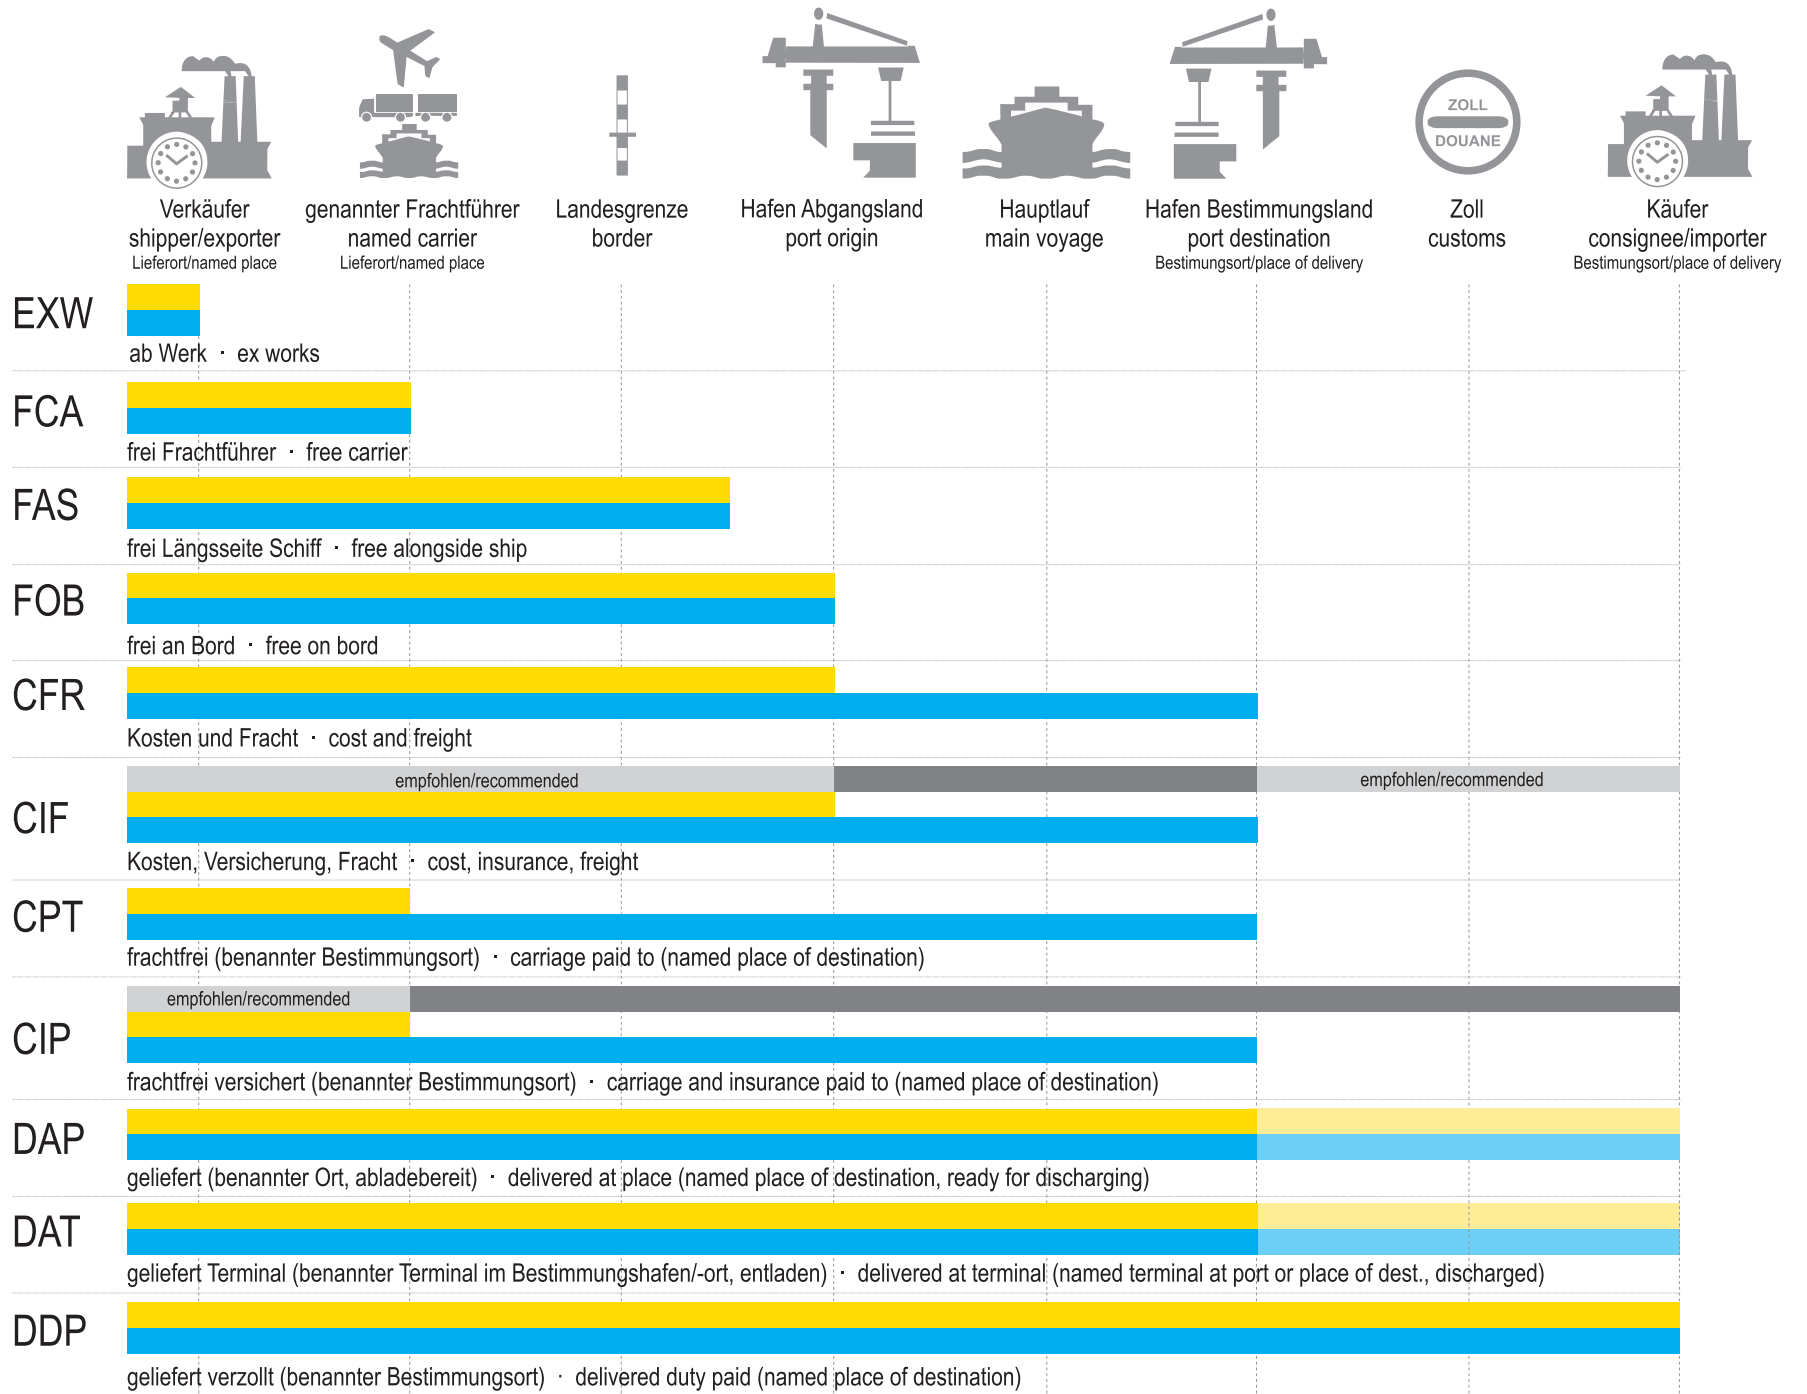 ZOLL
DOUANE
Verkäufer
shipper/exporter
Lieferort/named place
genannter Frachtführer
named carrier
Lieferort/named place
Landesgrenze
border
Hafen Abgangsland
port origin
Hauptlauf
main voyage
Hafen Bestimmungsland
port destination
Bestimungsort/place of delivery
Zoll
customs
Käufer
consignee/importer
Bestimungsort/place of delivery
EXW
ab Werk · ex works
FCA
frei Frachtführer · free carrier
FAS
frei Längsseite Schiff · free alongside ship
FOB
frei an Bord · free on bord
CFR
Kosten und Fracht · cost and freight
empfohlen/recommended
empfohlen/recommended
CIF
Kosten, Versicherung, Fracht · cost, insurance, freight
CPT
frachtfrei (benannter Bestimmungsort) · carriage paid to (named place of destination)
empfohlen/recommended
CIP
frachtfrei versichert (benannter Bestimmungsort) · carriage and insurance paid to (named place of destination)
DAP
geliefert (benannter Ort, abladebereit) · delivered at place (named place of destination, ready for discharging)
DAT
geliefert Terminal (benannter Terminal im Bestimmungshafen/-ort, entladen) · delivered at terminal (named terminal at port or place of dest., discharged)
DDP
geliefert verzollt (benannter Bestimmungsort) · delivered duty paid (named place of destination)